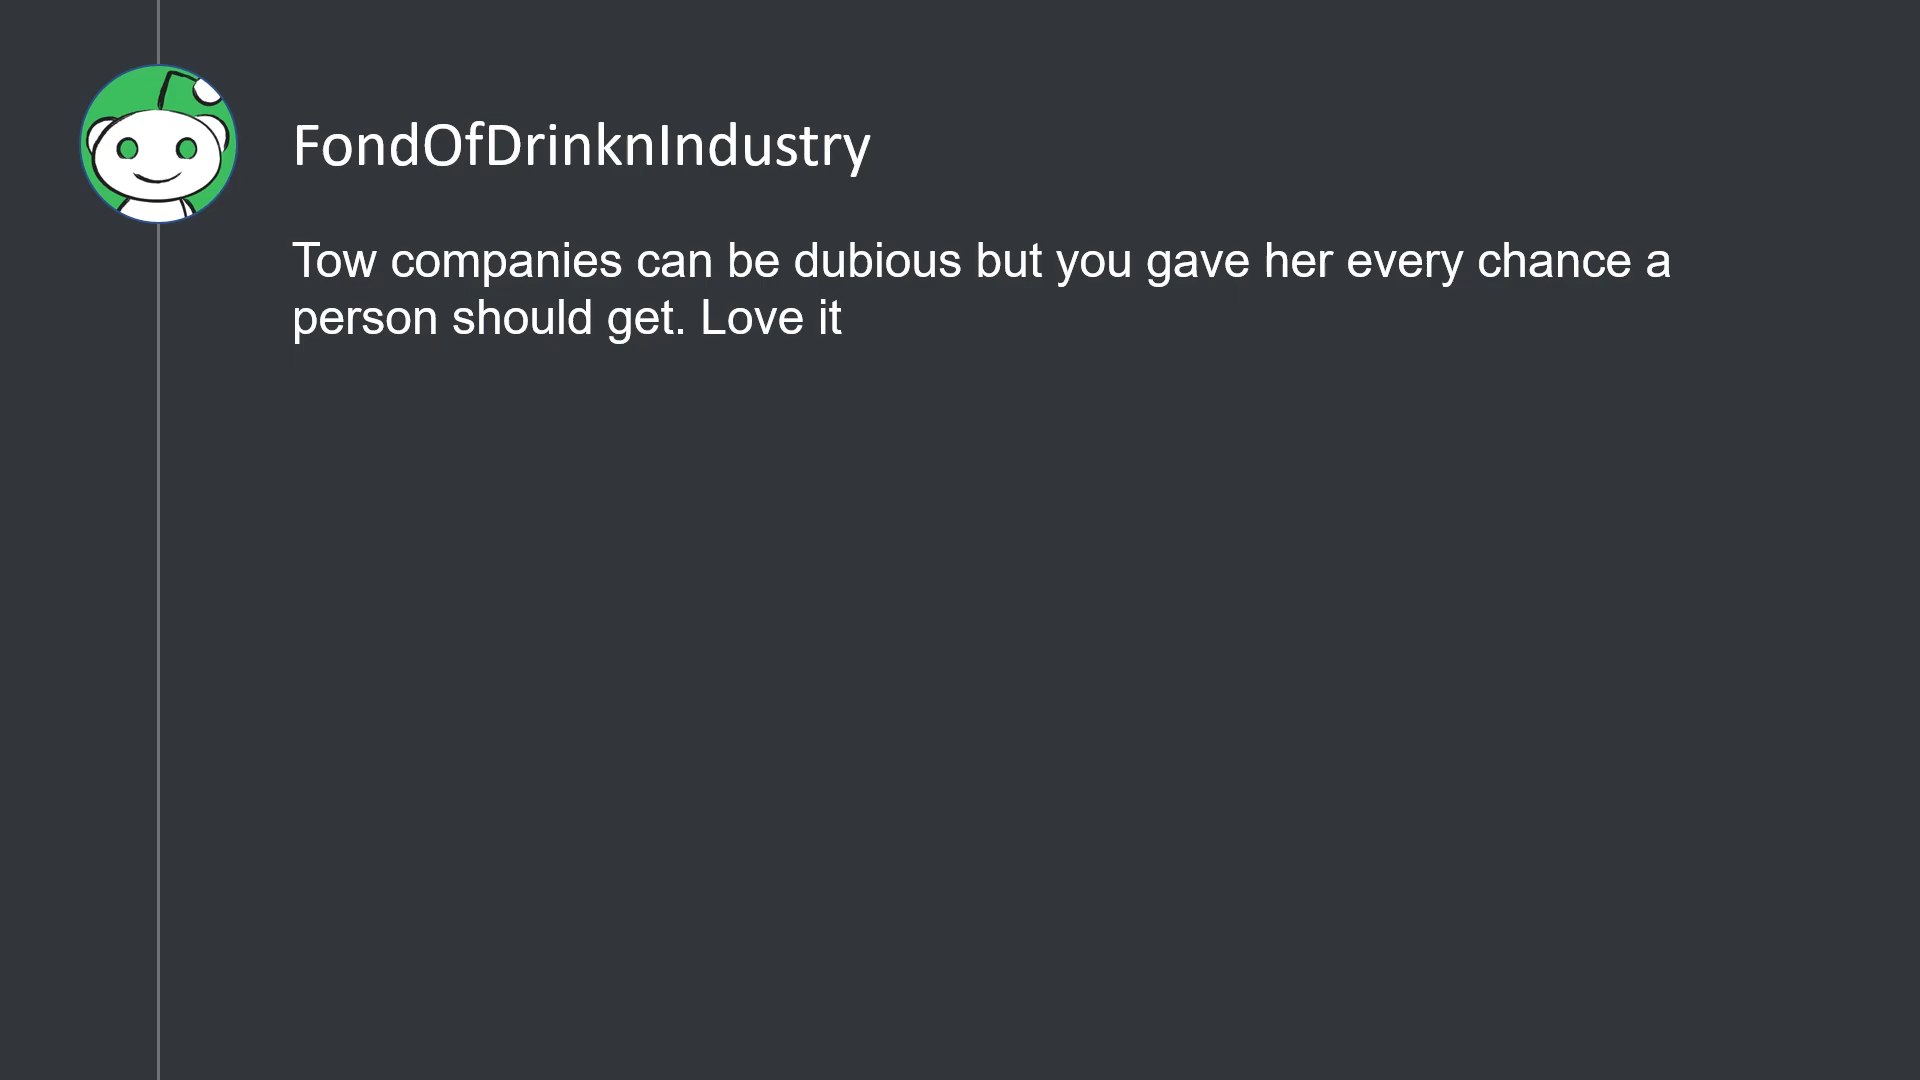 FondOfDrinknIndustry
Tow companies can be dubious but you gave her every chance a
person should get. Love it